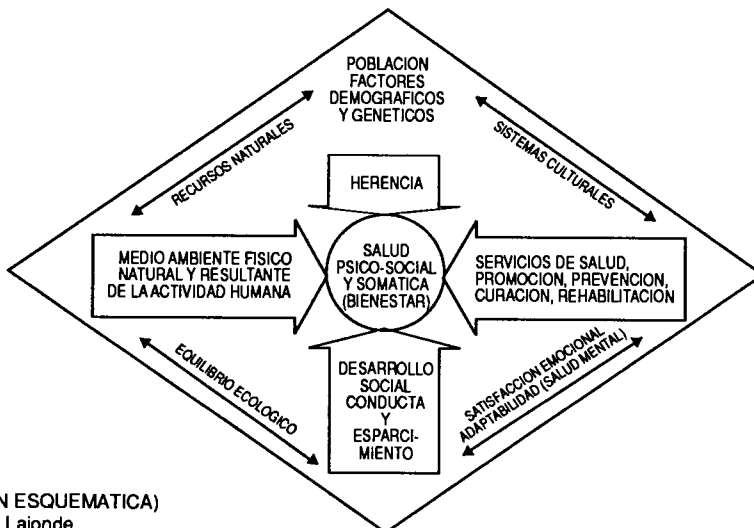 POBLACION
FACTORES
DEMOGRAFICOS
Y GENETICOS
RECURSOS NATURALES
SISTEMAS CULTURALES
HERENCIA
MEDIO AMBIENTE FISICO
NATURAL Y RESULTANTE
DE LA ACTIVIDAD HUMANA
SALUD
PSICO-SOCIAL
Y SOMATICA
(BIENESTAR)
SERVICIOS DE SALUD,
PROMOCION, PREVENCION,
CURACION, REHABILITACION
EQUILIBRIO ECOLOGICO
DESARROLLO
SOCIAL
CONDUCTA
Y
ESPARCI-
MIENTO
SATISFACCION EMOCIONAL
ADAPTABILIDAD (SALUD MENTAL)
ESQUEMATICA)
Lajonde